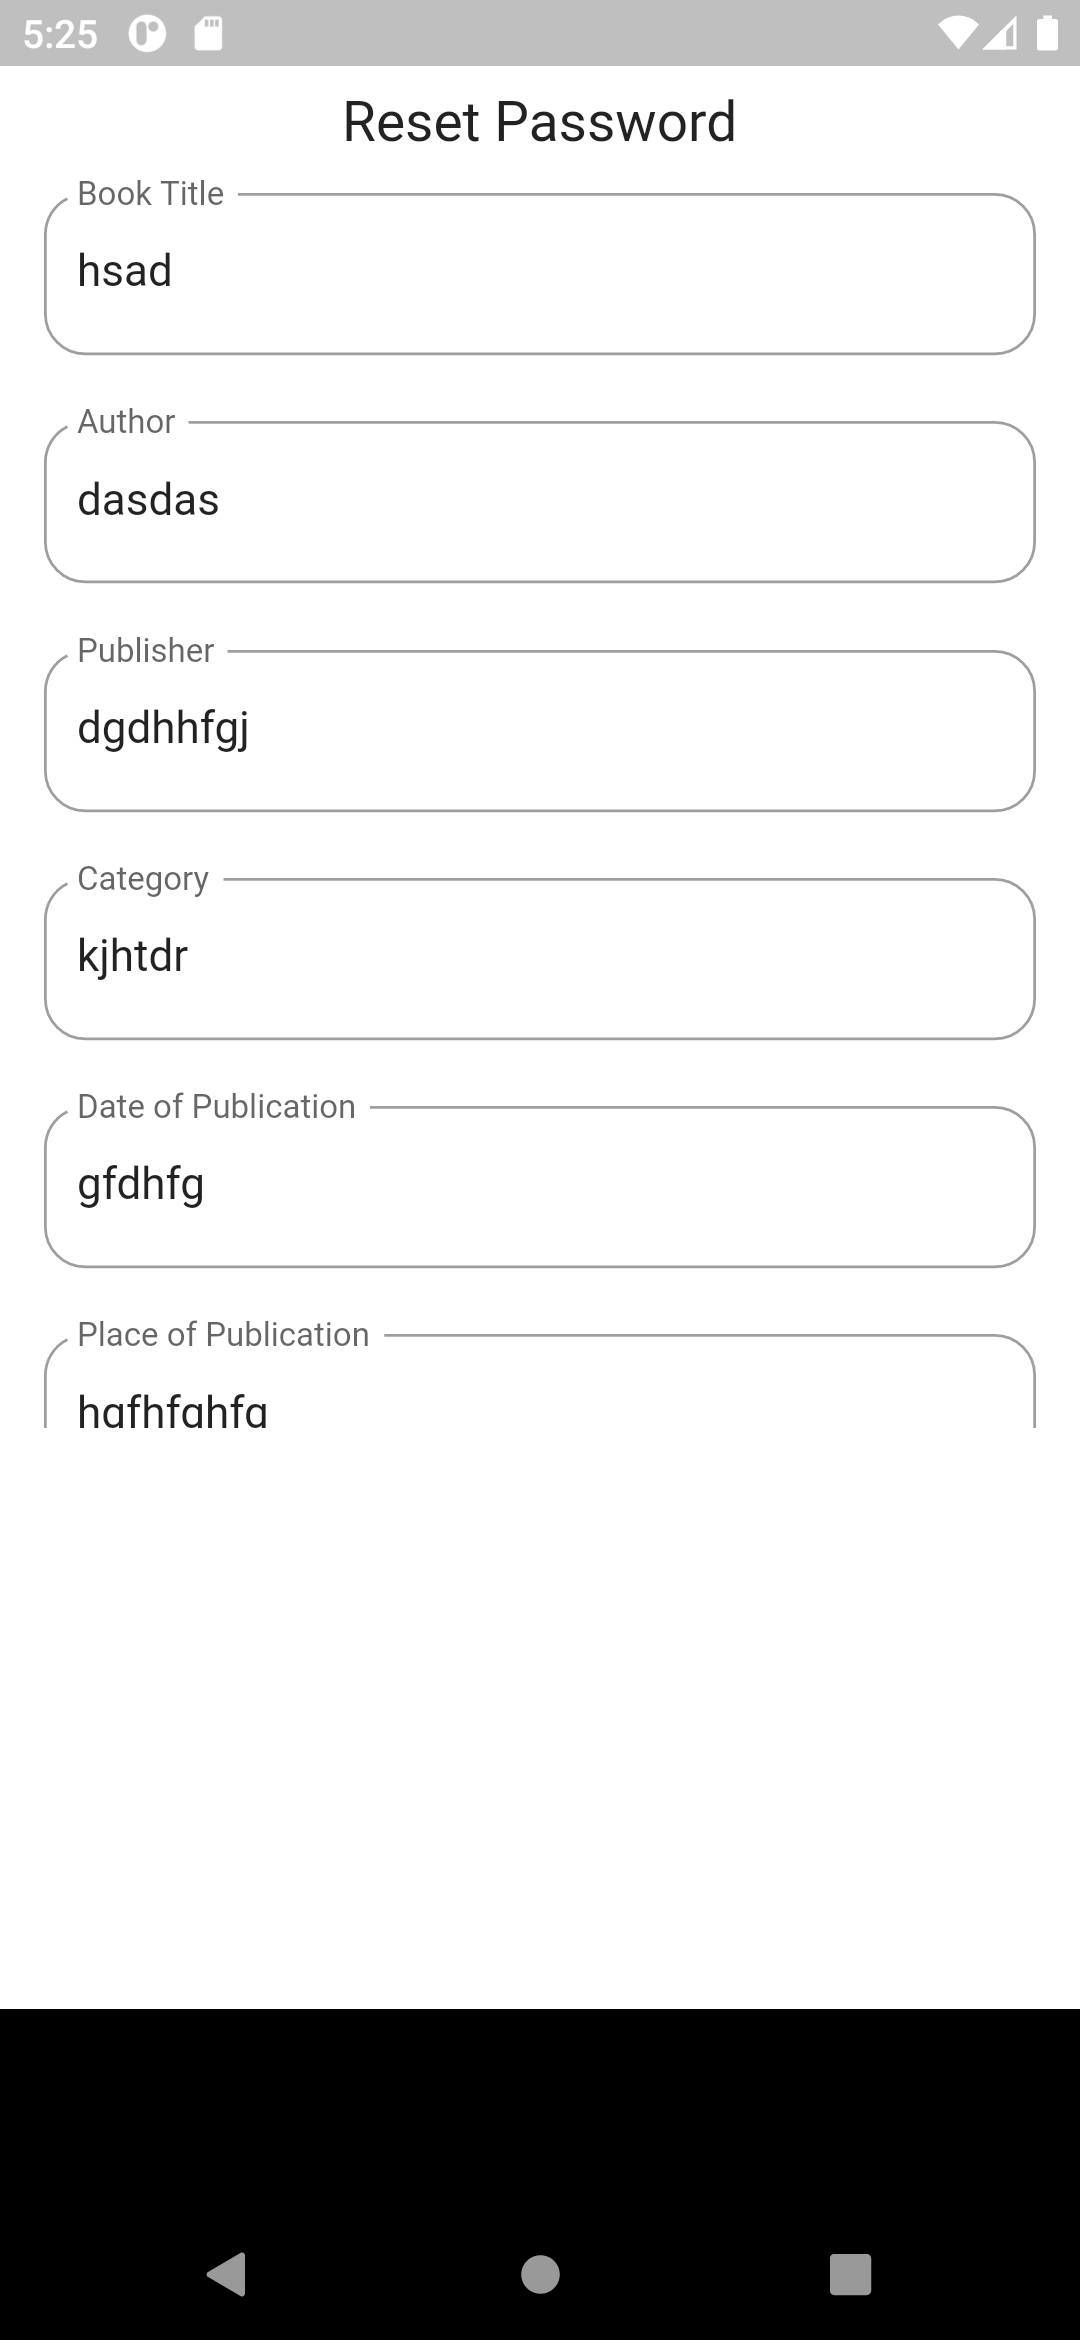 5:25
Reset Password
Book Title
hsad
Author
dasdas
Publisher
dgdhhfgj
Category
kjhtdr
Date of Publication
gfdhfg
Place of Publication
hgfhfghfg